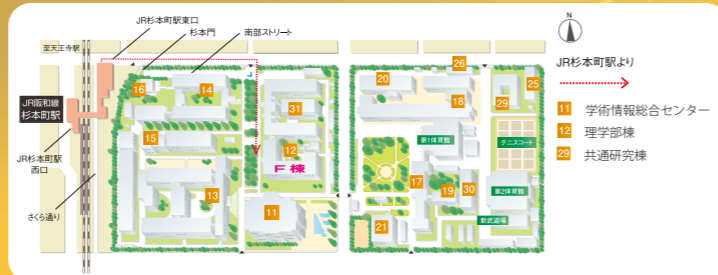 JR杉本町駅東口
杉本門
南部ストリート
至天王寺駅
JR阪和線
杉本町駅
JR杉本町駅
西口
さくら通り
16
14
15
13
31
12
F棟
11
20
26
18
25
29
第1体育館
テニスコート
17
19
30
第2体育館
新武道場
21
N
JR杉本町駅より
11 学術情報総合センター
12 理学部棟
29 共通研究棟